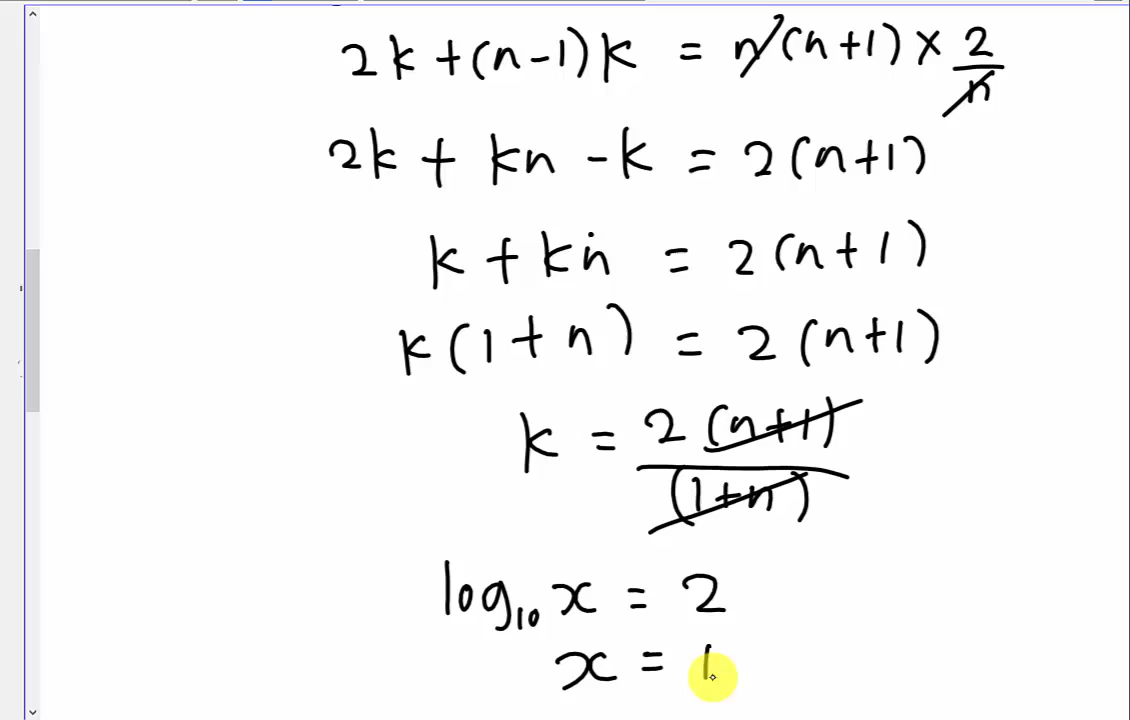 2k + (n-1)k = n(n+1) × 2/n
2k + kn - k = 2(n+1)
k + kn = 2(n+1)
k(1+n) = 2(n+1)
k = 2(n+1)/(1+n)
log₁₀ x = 2
x = 1